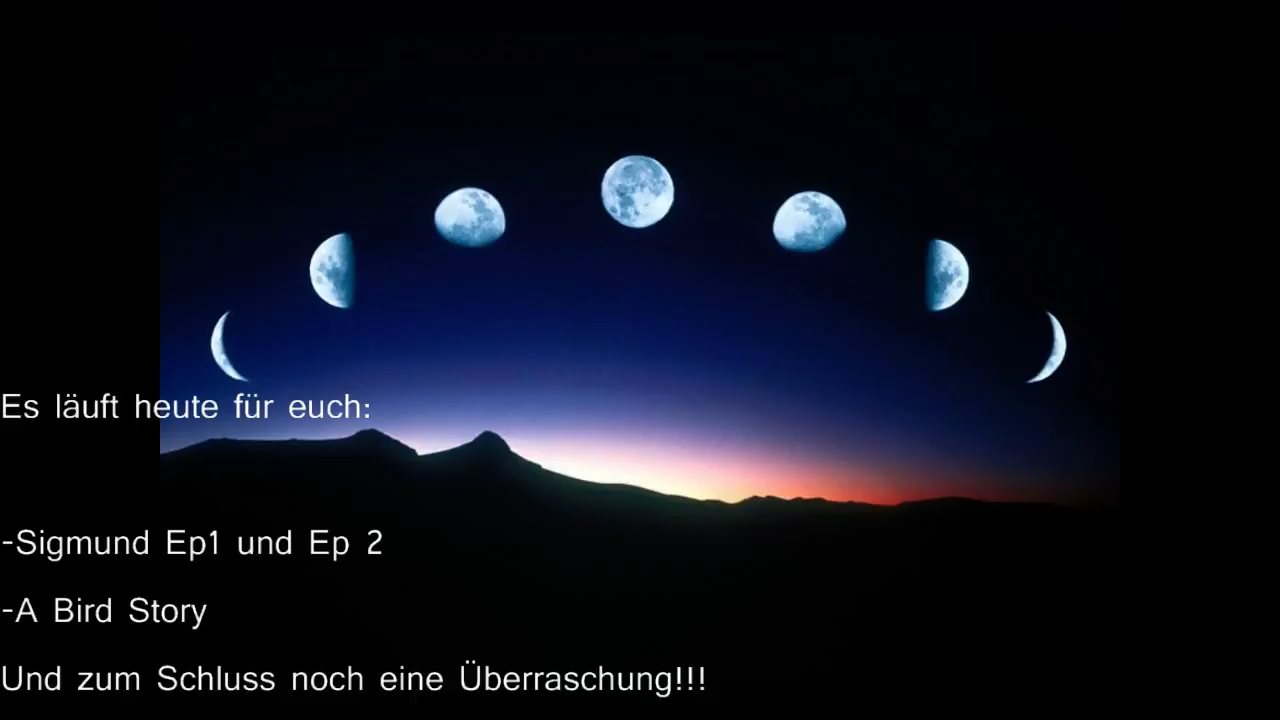 Es läuft heute für euch:
-Sigmund Ep1 und Ep 2
-A Bird Story
Und zum Schluss noch eine Überraschung!!!